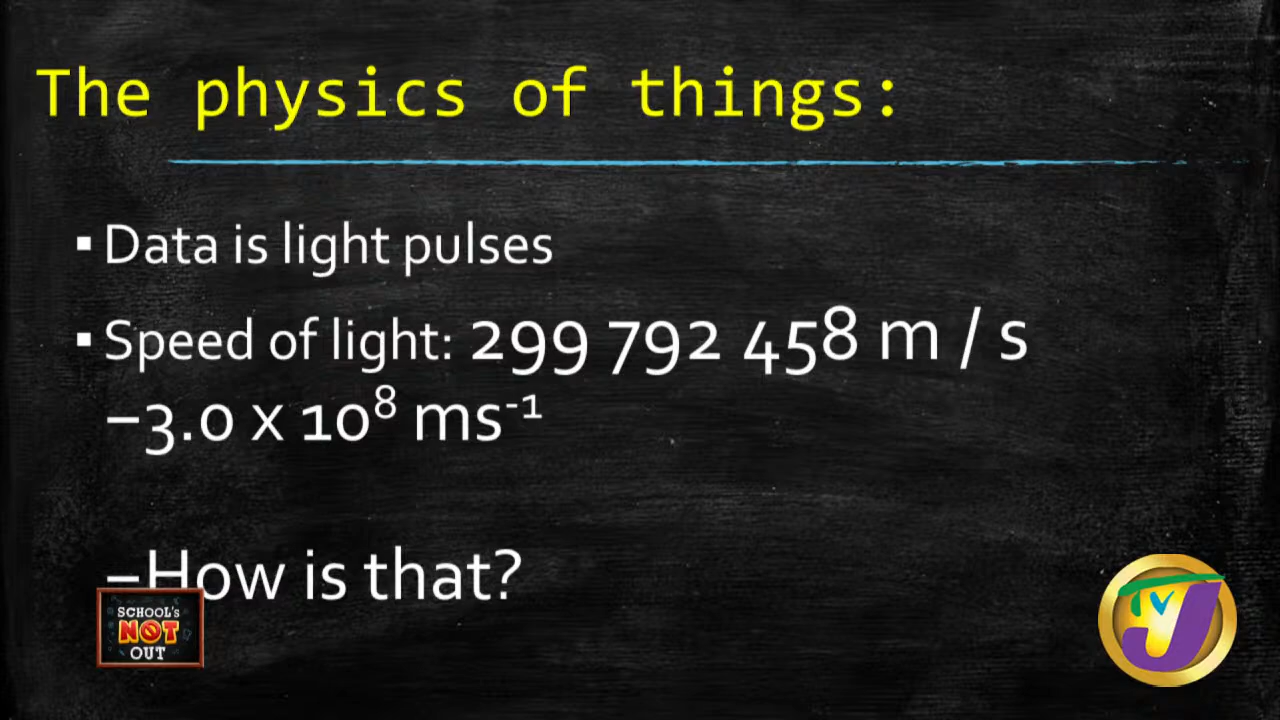 The physics of things:
▪ Data is light pulses
▪ Speed of light: 299 792 458 m / s
–3.0 x 10⁸ ms⁻¹
–How is that?
SCHOOL's
NOT
OUT
TVJ